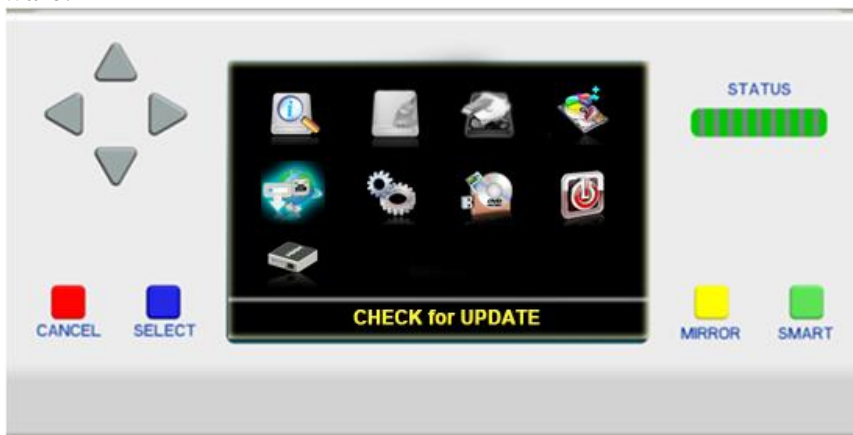 STATUS
CANCEL
SELECT
CHECK for UPDATE
MIRROR
SMART